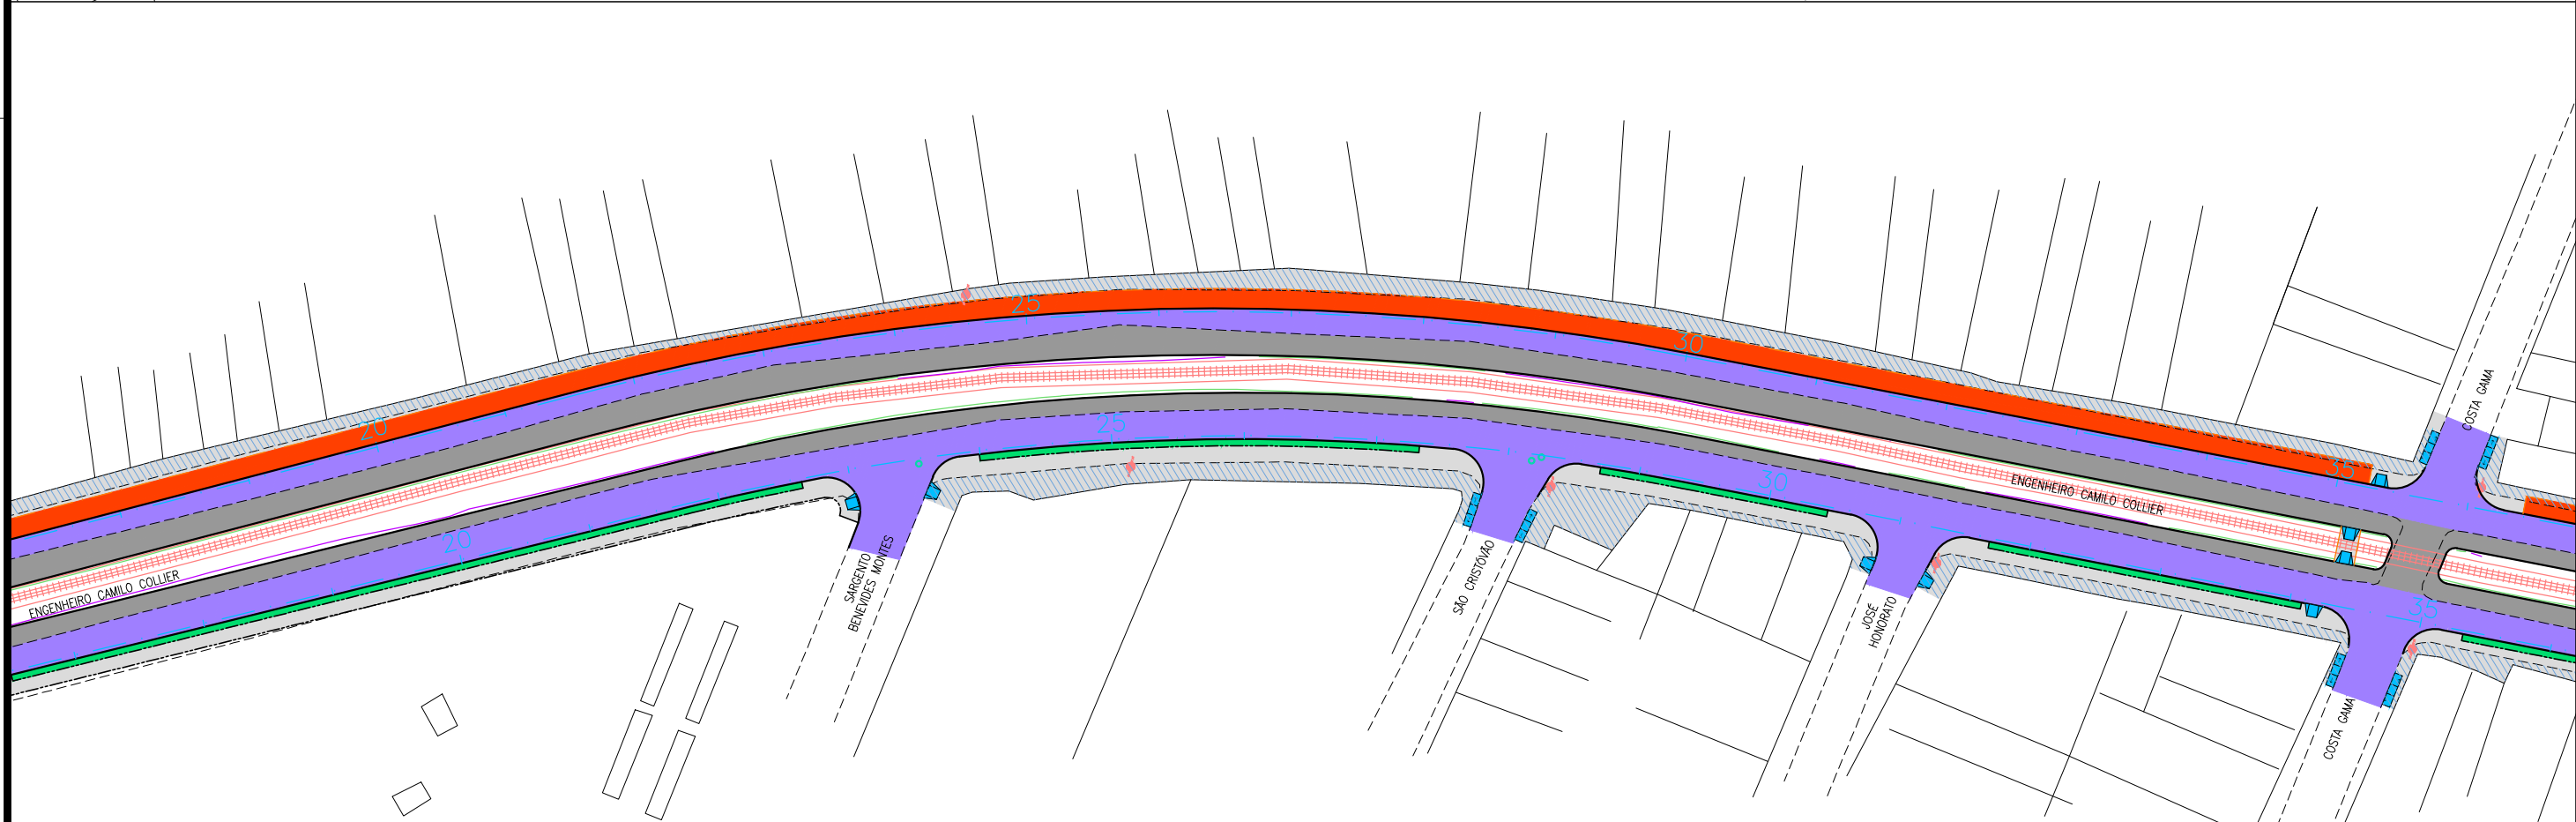 25
30
COSTA GAMA
20
25
35
ENGENHEIRO CAMILO COLLIER
30
20
ENGENHEIRO CAMILO COLLIER
SARGENTO
BENEVIDES MONTES
SÃO CRISTÓVÃO
JOSÉ
HONORATO
35
COSTA GAMA